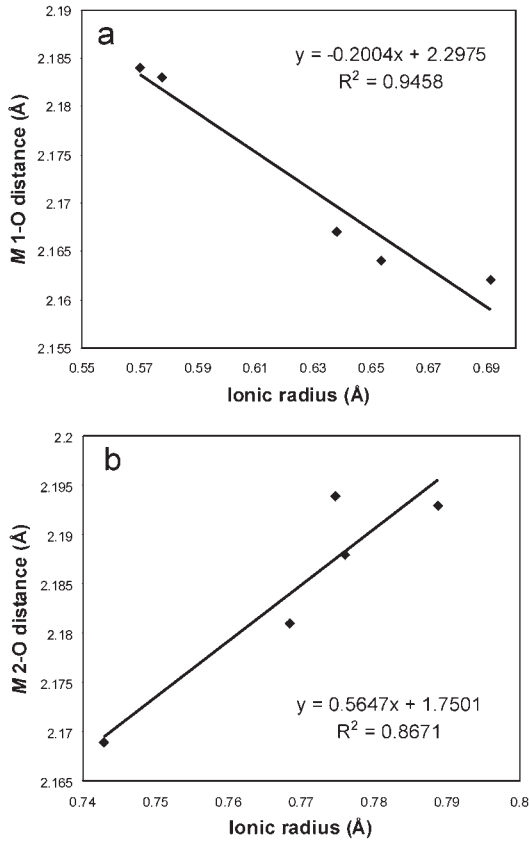 2.19
a
y = -0.2004x + 2.2975
R² = 0.9458
2.185
2.18
2.175
2.17
2.165
2.16
2.155
M 1-O distance (Å)
0.55 0.57 0.59 0.61 0.63 0.65 0.67 0.69
Ionic radius (Å)
2.2
b
2.195
2.19
2.185
2.18
2.175
2.17
2.165
M 2-O distance (Å)
y = 0.5647x + 1.7501
R² = 0.8671
0.74 0.75 0.76 0.77 0.78 0.79 0.8
Ionic radius (Å)